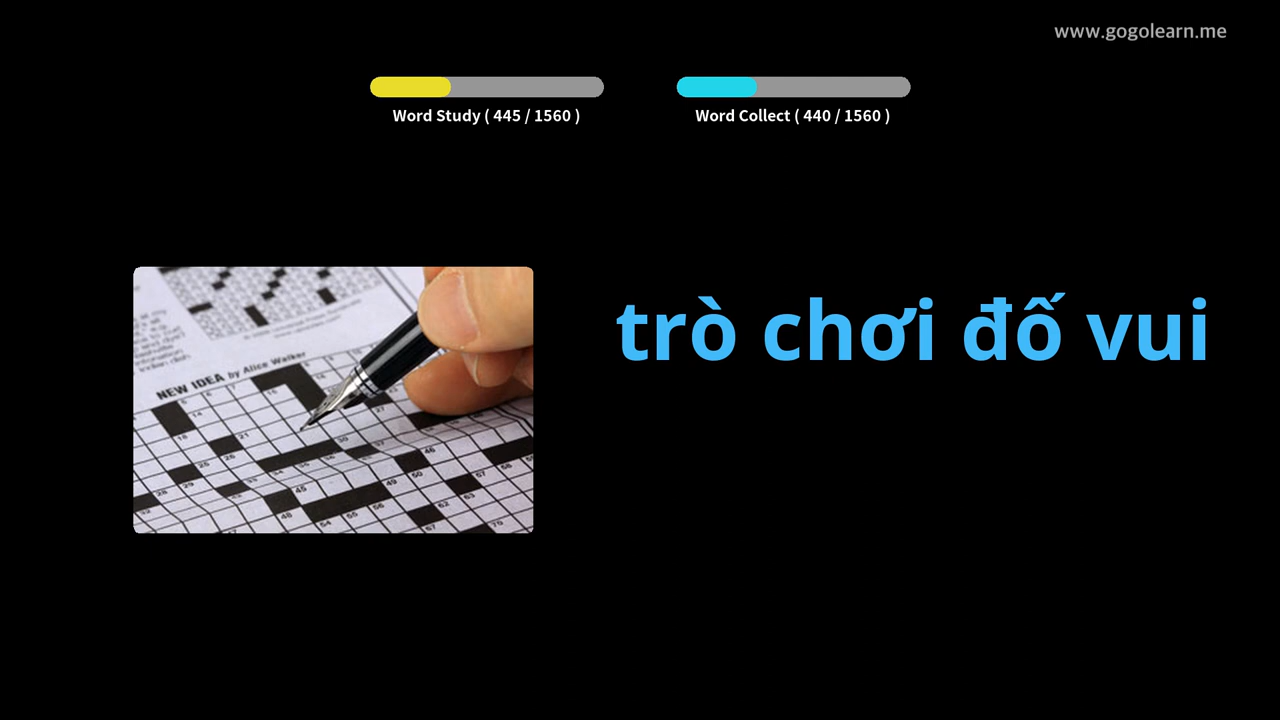 www.gogolearn.me
Word Study ( 445 / 1560 )
Word Collect ( 440 / 1560 )
trò chơi đố vui
NEW IDEA by Alice Walker